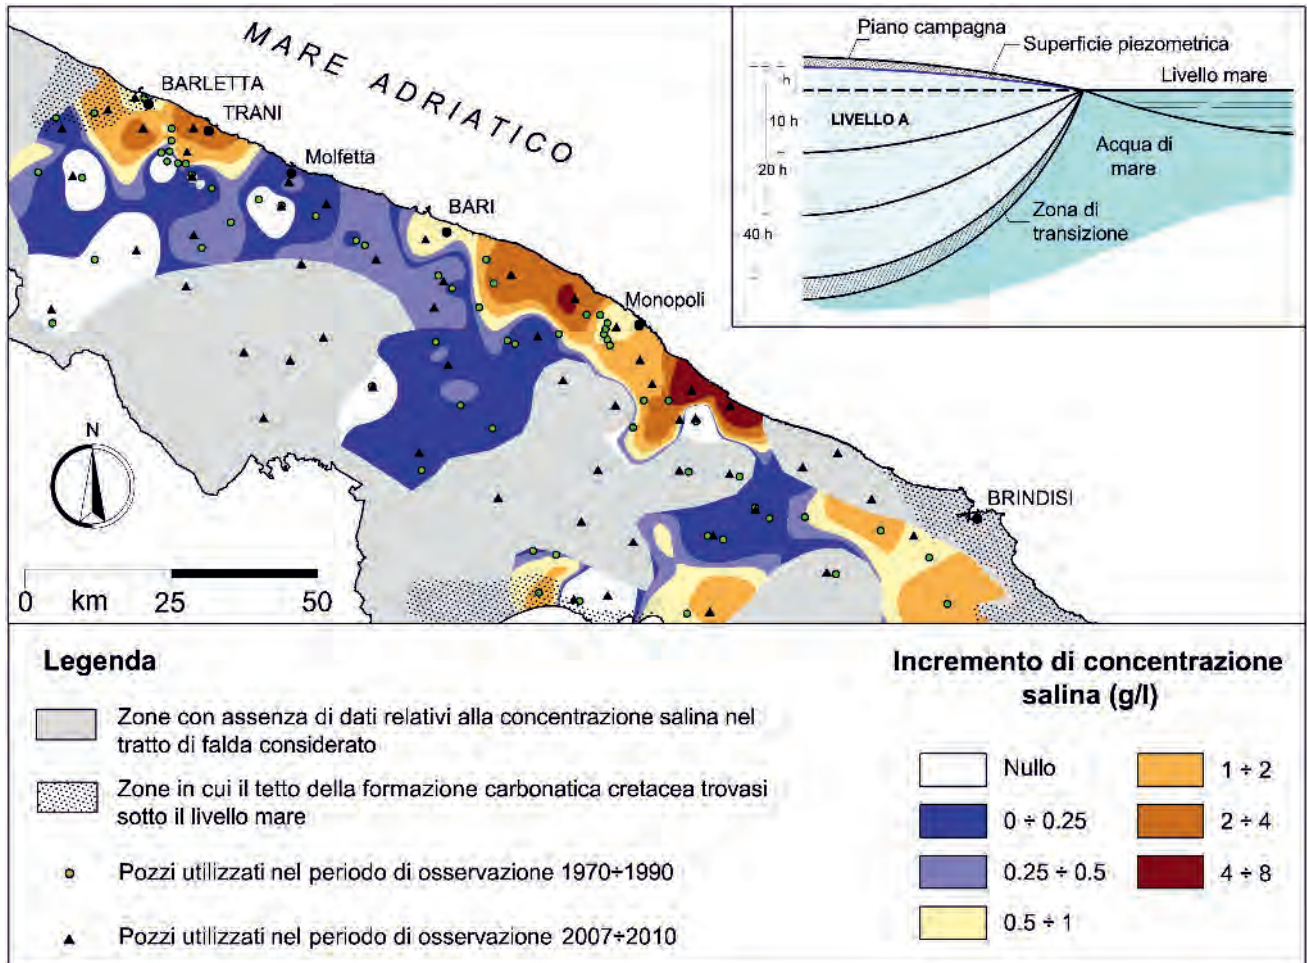 MARE ADRIATICO
BARLETTA
TRANI
Molfetta
BARI
Monopoli
BRINDISI
N
0 km 25 50
Piano campagna
Superficie piezometrica
Livello mare
h
LIVELLO A
10 h
20 h
40 h
Acqua di
mare
Zona di
transizione
Legenda
Zone con assenza di dati relativi alla concentrazione salina nel
tratto di falda considerato
Zone in cui il tetto della formazione carbonatica cretacea trovasi
sotto il livello mare
Pozzi utilizzati nel periodo di osservazione 1970÷1990
Pozzi utilizzati nel periodo di osservazione 2007÷2010
Incremento di concentrazione
salina (g/l)
Nullo
0 ÷ 0.25
0.25 ÷ 0.5
0.5 ÷ 1
1 ÷ 2
2 ÷ 4
4 ÷ 8